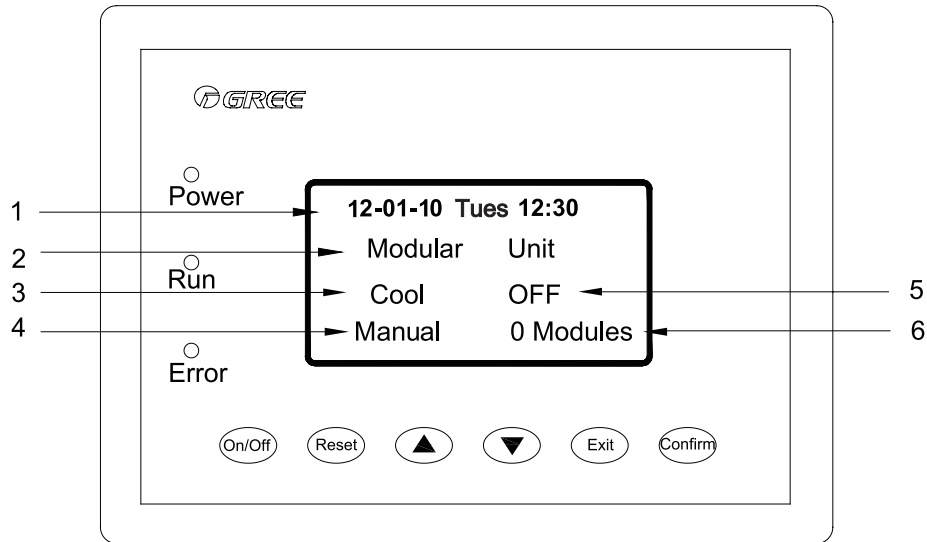 GREE
Power
1
12-01-10 Tues 12:30
2
Modular Unit
Run
3
Cool OFF
5
4
Manual 0 Modules
6
Error
On/Off Reset Exit Confirm